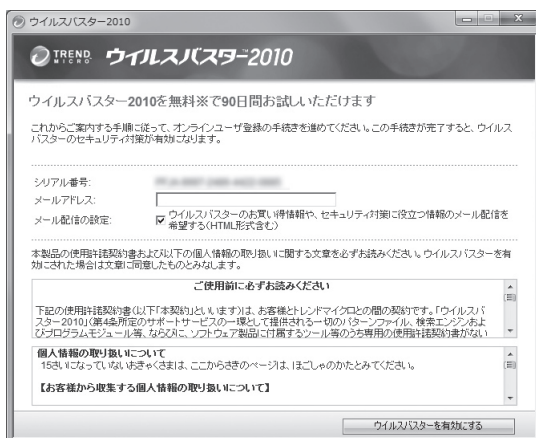 ウイルスバスター2010
TREND MICRO ウイルスバスター™2010
ウイルスバスター2010を無料※で90日間お試しいただけます
これからご案内する手順に従って、オンラインユーザ登録の手続きを進めてください。この手続きが完了すると、ウイルス
バスターのセキュリティ対策が有効になります。
シリアル番号:
メールアドレス:
メール配信の設定:
ウイルスバスターのお買い得情報や、セキュリティ対策に役立つ情報のメール配信を
希望する(HTML形式含む)
本製品の使用許諾契約書および以下の個人情報の取り扱いに関する文章を必ずお読みください。ウイルスバスターを有
効にされた場合は文章に同意したものとみなします。
ご使用前に必ずお読みください
下記の使用許諾契約書(以下「本契約」といいます)は、お客様とトレンドマイクロとの間の契約です。「ウイルスバ
スター2010」(第4条所定のサポートサービスの一環として提供される一切のパターンファイル、検索エンジンおよ
びプログラムモジュール等、ならびに、ソフトウェア製品に付属するツール等のうち専用の使用許諾契約書がない
個人情報の取り扱いについて
15さいになっていないおきゃくさまは、ここからさきのページは、ほごしゃのかたとみてください。
【お客様から収集する個人情報の取り扱いについて】
ウイルスバスターを有効にする